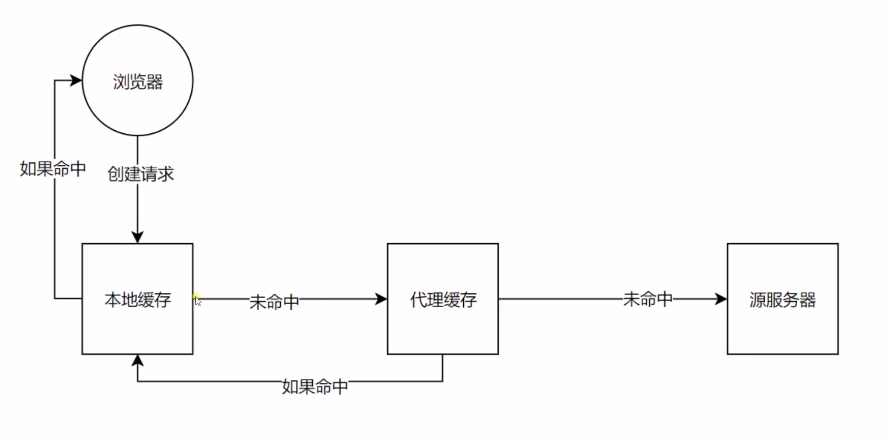 浏览器
如果命中
创建请求
本地缓存
未命中
代理缓存
未命中
源服务器
如果命中